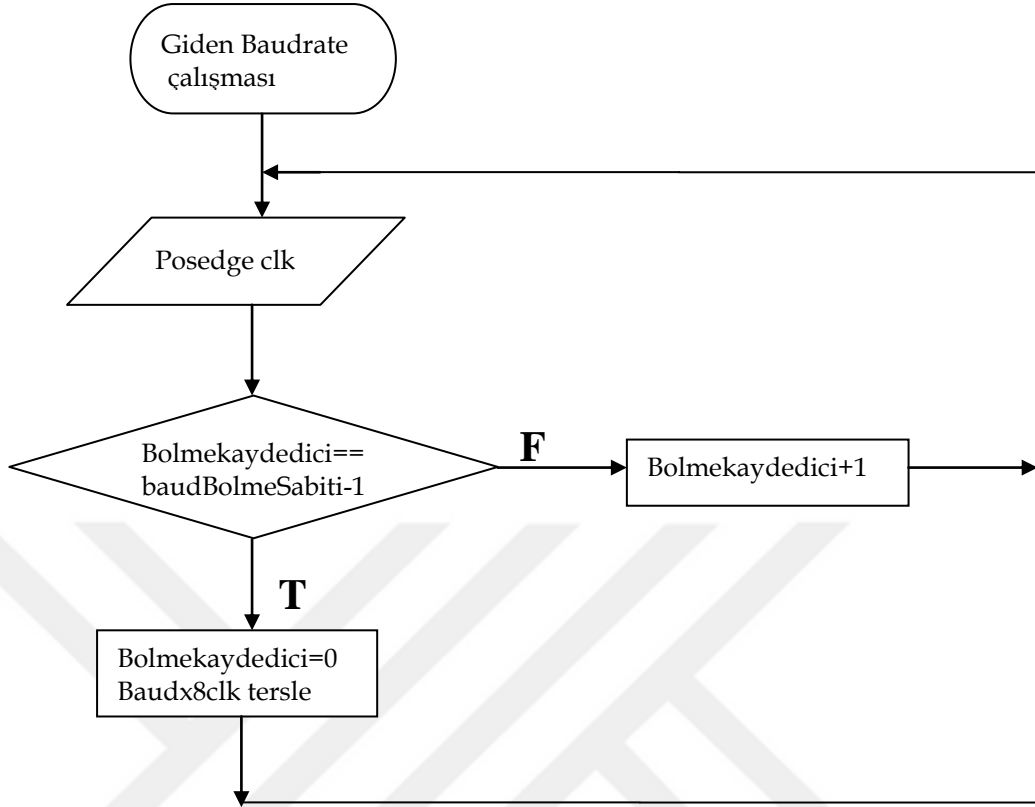 Giden Baudrate
çalışması
Posedge clk
Bolmekaydedici==
baudBolmeSabiti-1
F
Bolmekaydedici+1
T
Bolmekaydedici=0
Baudx8clk tersle